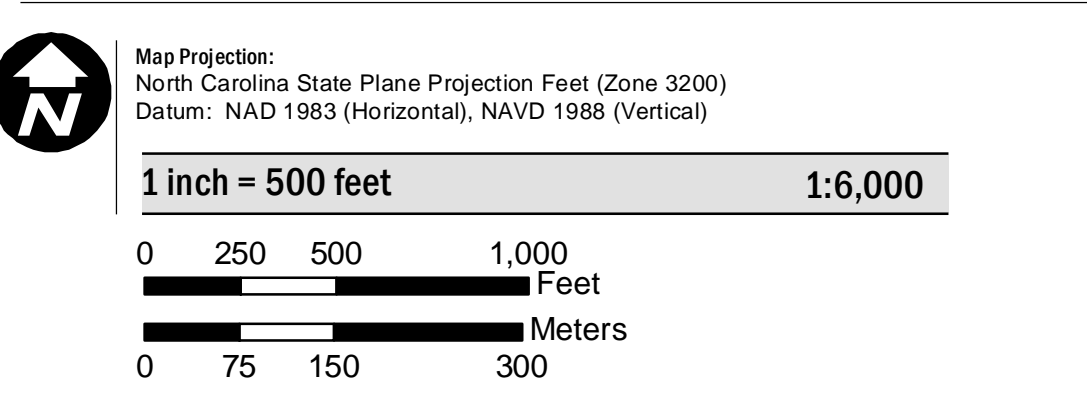 N
Map Projection:
North Carolina State Plane Projection Feet (Zone 3200)
Datum: NAD 1983 (Horizontal), NAVD 1988 (Vertical)
1 inch = 500 feet 1:6,000
0 250 500 1,000
Feet
Meters
0 75 150 300